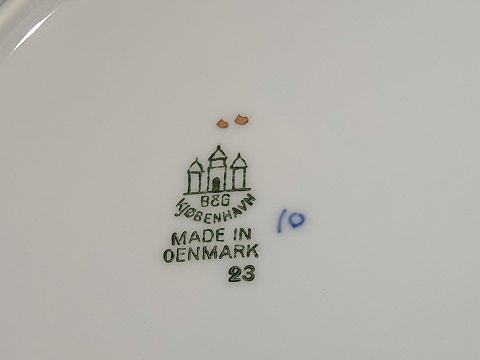 B&G
KJØBENHAVN
MADE IN
DENMARK
23
10